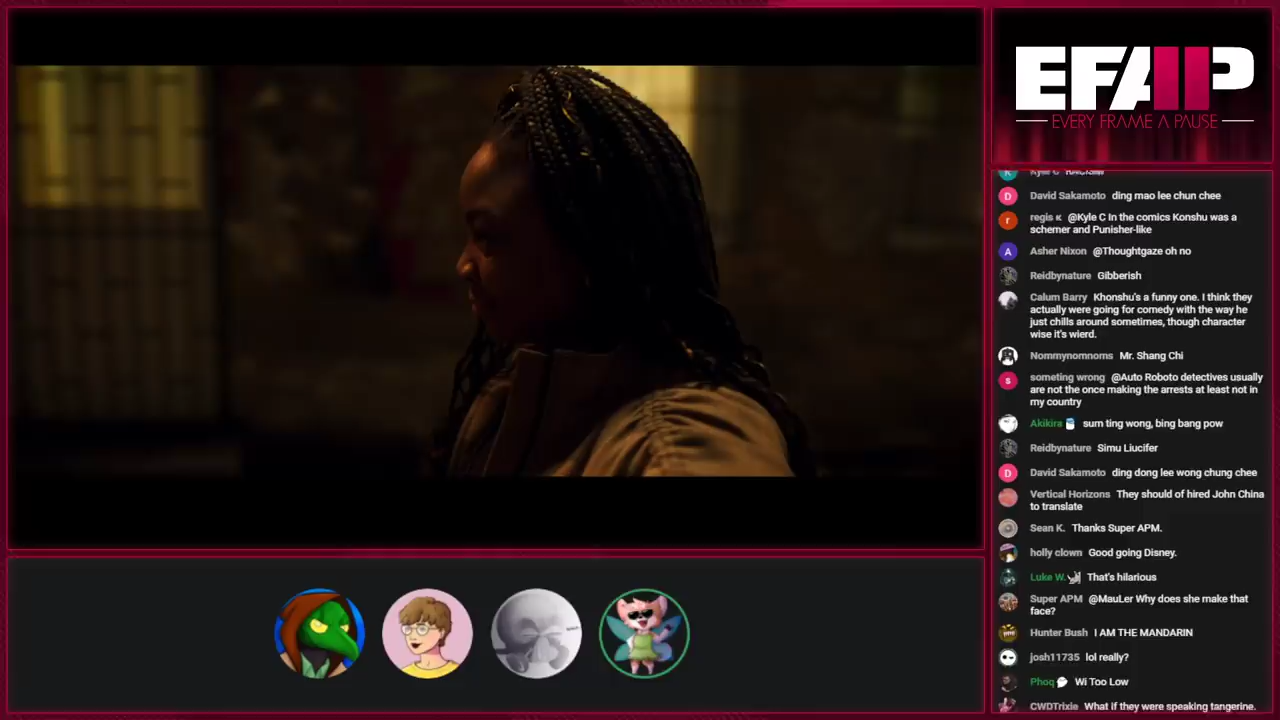 EFAP
EVERY FRAME A PAUSE
Kyle C
David Sakamoto ding mao lee chun chee
regis κ @Kyle C In the comics Konshu was a
schemer and Punisher-like
Asher Nixon @Thoughtgaze oh no
Reidbynature Gibberish
Calum Barry Khonshu's a funny one. I think they
actually were going for comedy with the way he
just chills around sometimes, though character
wise it's wierd.
Nommynomnoms Mr. Shang Chi
someting wrong @Auto Roboto detectives usually
are not the once making the arrests at least not in
my country
Akikira sum ting wong, bing bang pow
Reidbynature Simu Liucifer
David Sakamoto ding dong lee wong chung chee
Vertical Horizons They should of hired John China
to translate
Sean K. Thanks Super APM.
holly clown Good going Disney.
Luke W. That's hilarious
Super APM @MauLer Why does she make that
face?
Hunter Bush I AM THE MANDARIN
josh11735 lol really?
Phoq Wi Too Low
CWDTrixie What if they were speaking tangerine.